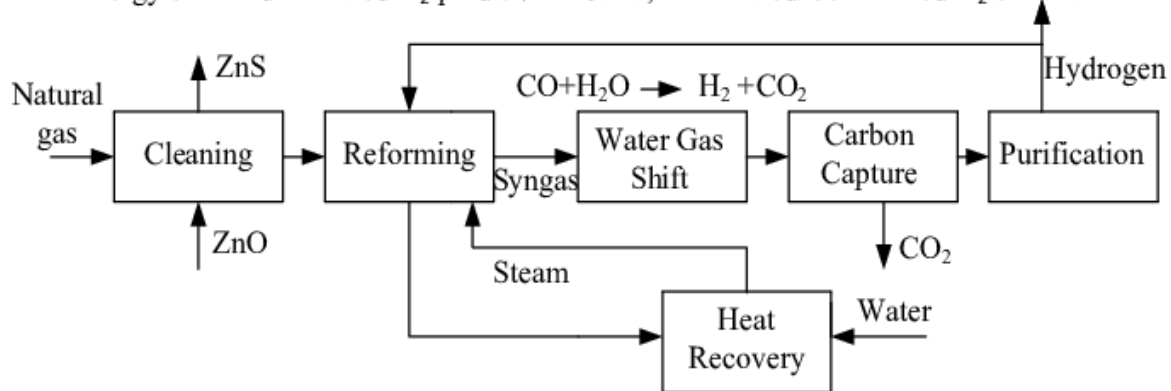 ZnS
Hydrogen
Natural
gas
CO+H₂O → H₂ +CO₂
Cleaning
Reforming
Syngas
Water Gas
Shift
Carbon
Capture
Purification
ZnO
CO₂
Steam
Water
Heat
Recovery